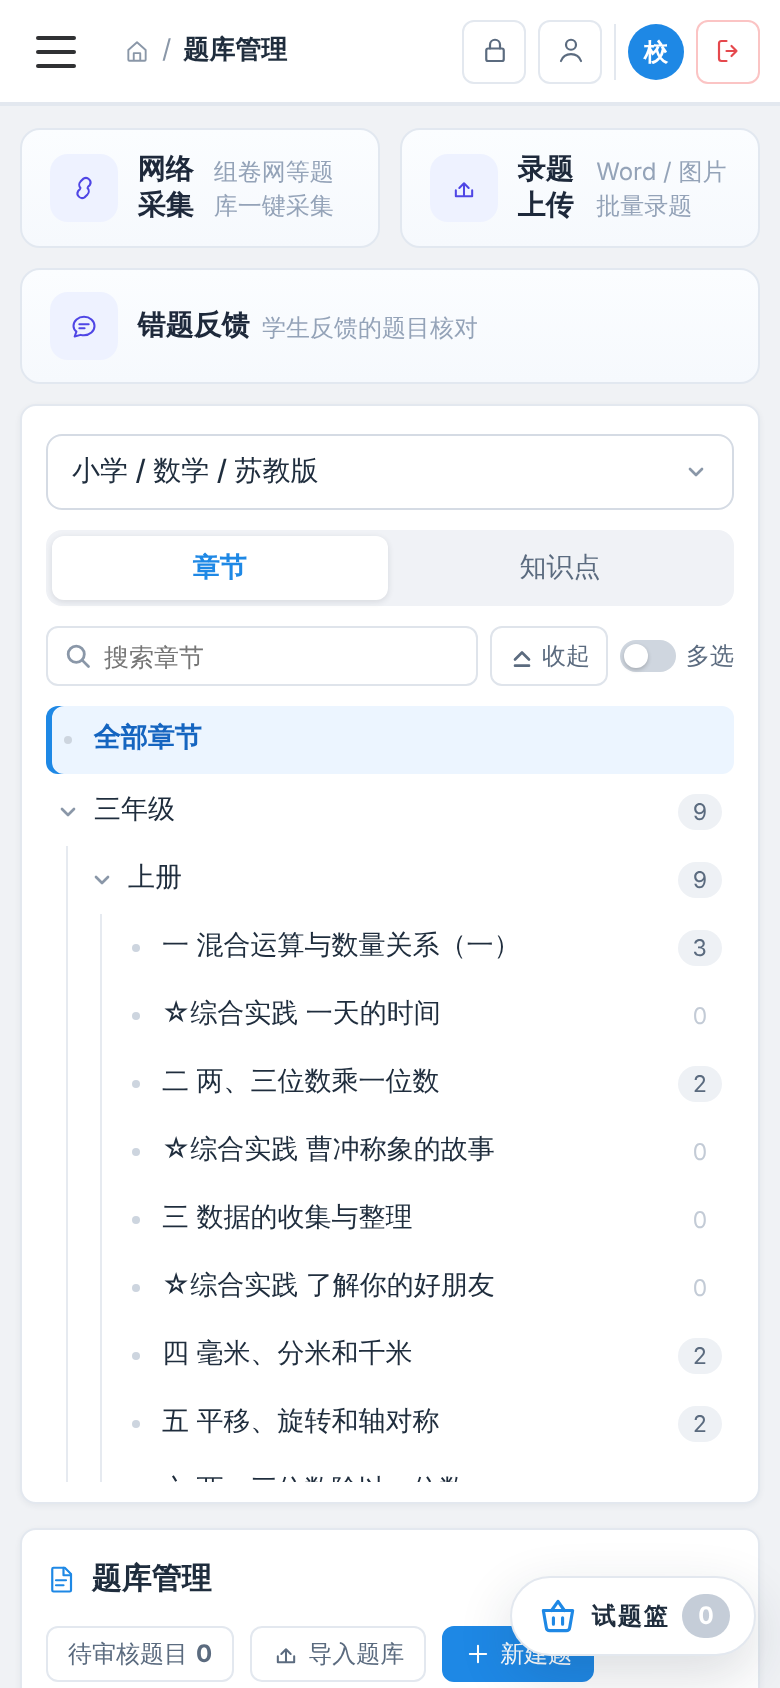 / 题库管理
校
网络采集
组卷网等题
库一键采集
录题上传
Word / 图片
批量录题
错题反馈 学生反馈的题目核对
小学 / 数学 / 苏教版
章节 知识点
搜索章节 收起 多选
全部章节
三年级 9
上册 9
一 混合运算与数量关系（一） 3
☆综合实践 一天的时间 0
二 两、三位数乘一位数 2
☆综合实践 曹冲称象的故事 0
三 数据的收集与整理 0
☆综合实践 了解你的好朋友 0
四 毫米、分米和千米 2
五 平移、旋转和轴对称 2
题库管理
试题篮 0
待审核题目 0 导入题库